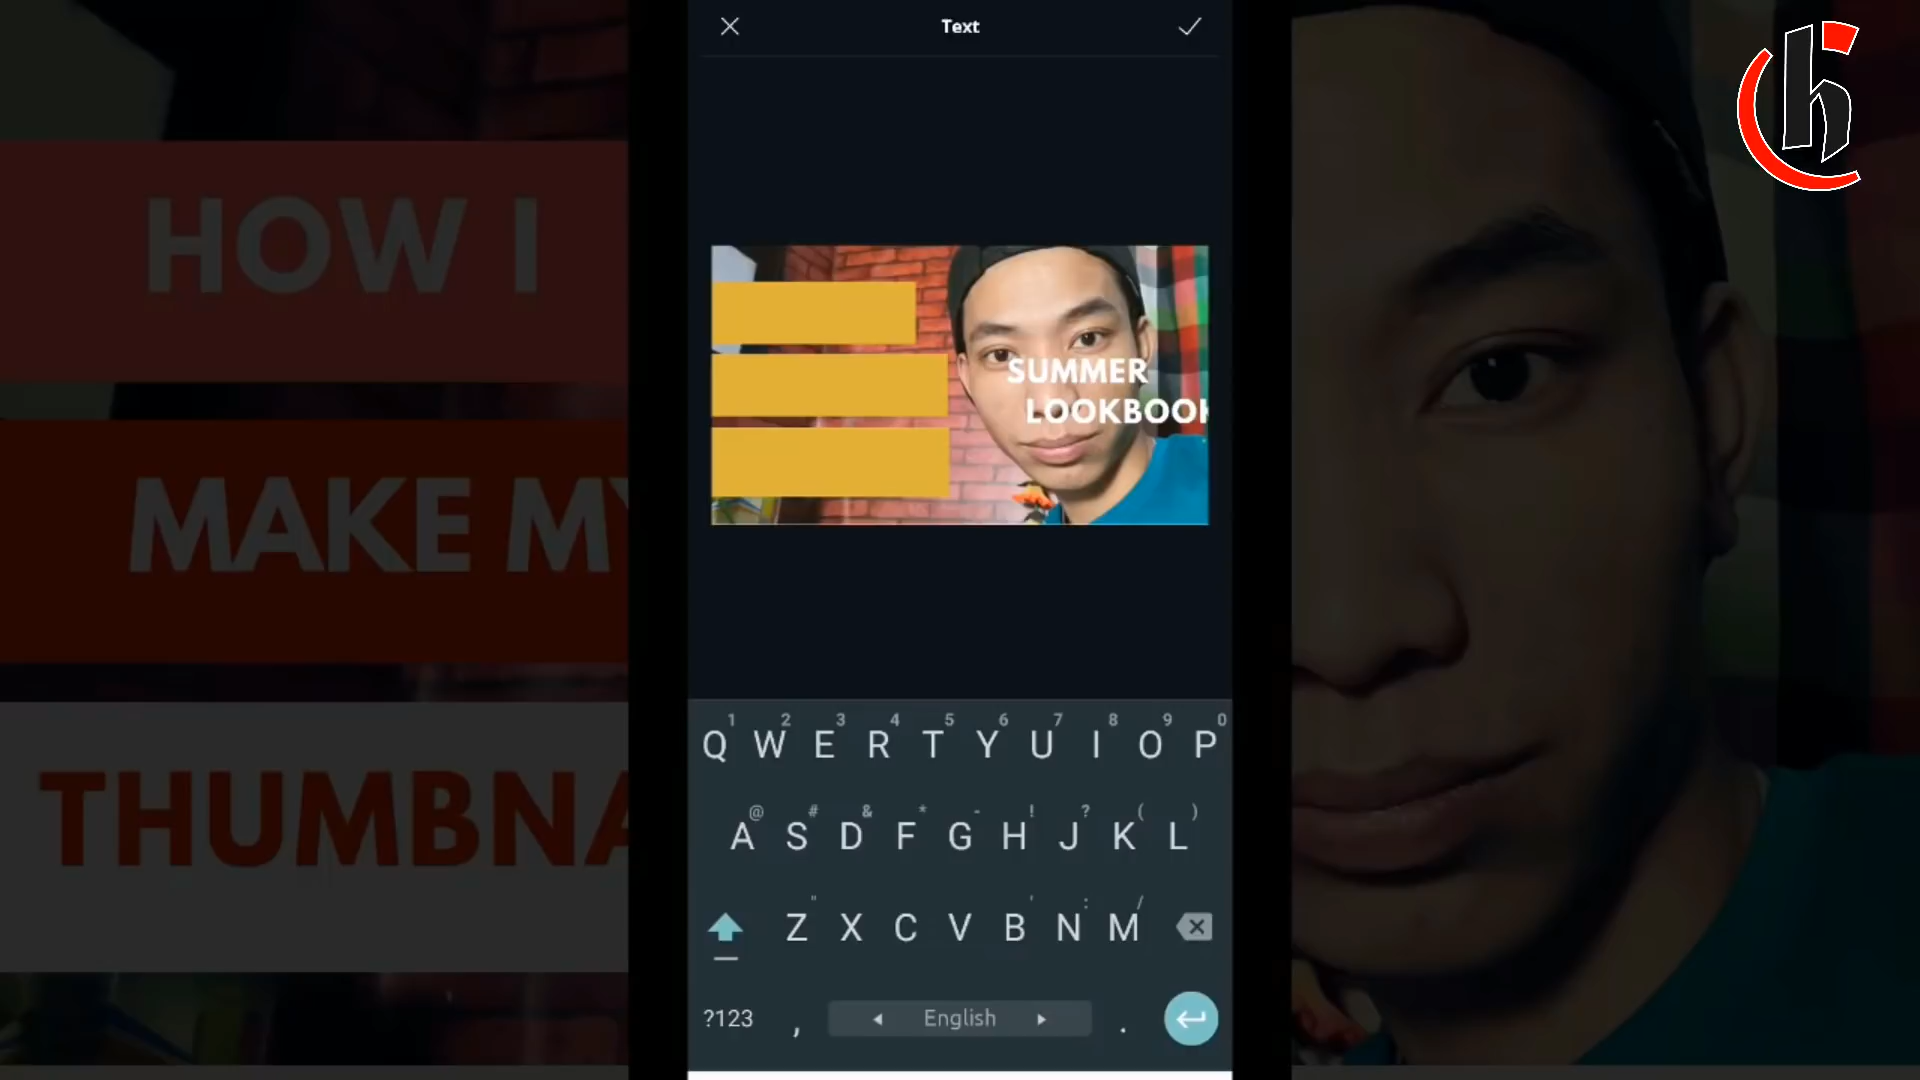 Text
HOW I
MAKE MY
THUMBNA
SUMMER
LOOKBOOK
1 2 3 4 5 6 7 8 9 0
Q W E R T Y U I O P
@ # & * - ! ? ( )
A S D F G H J K L
" ' : /
Z X C V B N M
?123 , English .
h